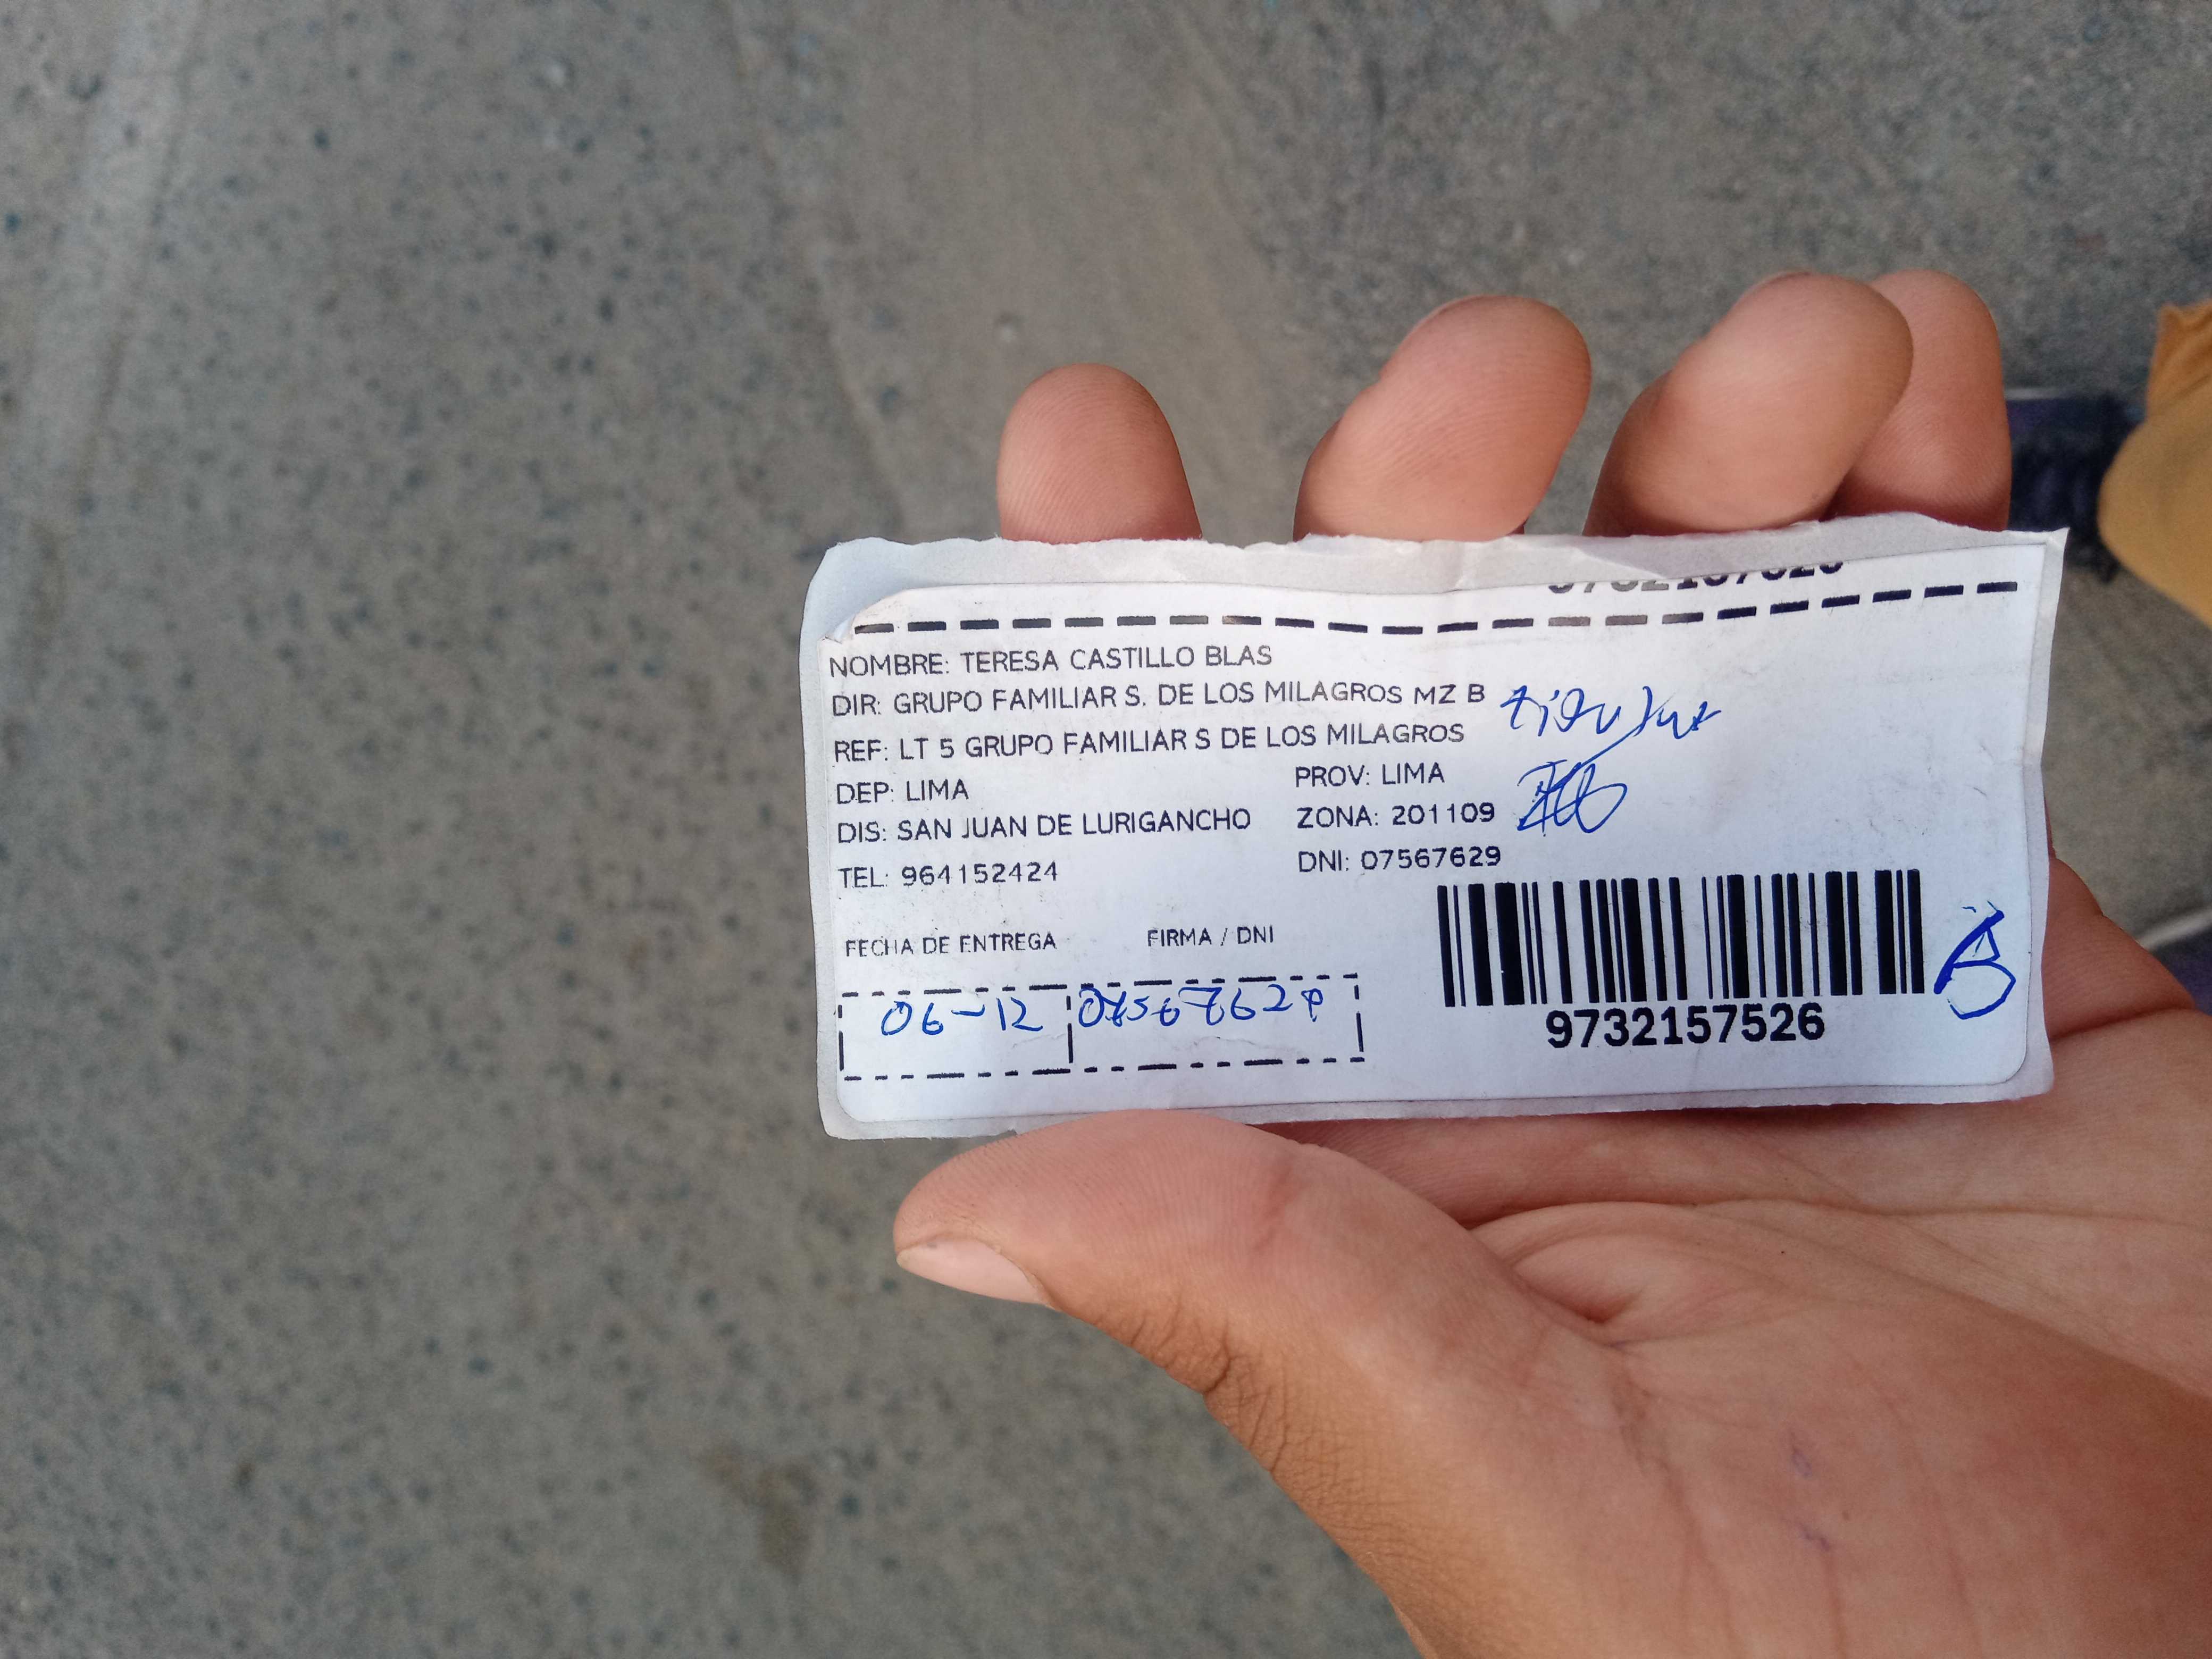 NOMBRE: TERESA CASTILLO BLAS
DIR: GRUPO FAMILIAR S. DE LOS MILAGROS MZ B
titular
REF: LT 5 GRUPO FAMILIAR S DE LOS MILAGROS
DEP: LIMA PROV: LIMA
DIS: SAN JUAN DE LURIGANCHO ZONA: 201109
TEL: 964152424 DNI: 07567629
FECHA DE ENTREGA FIRMA / DNI
06-12 07567629
9732157526
B